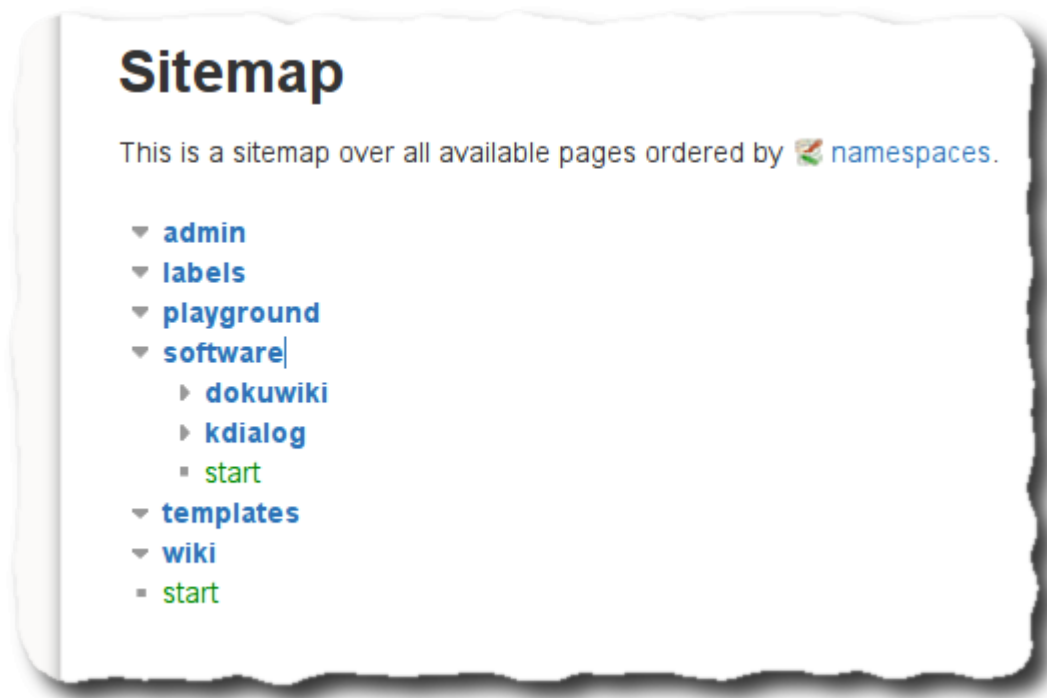 Sitemap
This is a sitemap over all available pages ordered by namespaces.
admin
labels
playground
software
dokuwiki
kdialog
start
templates
wiki
start